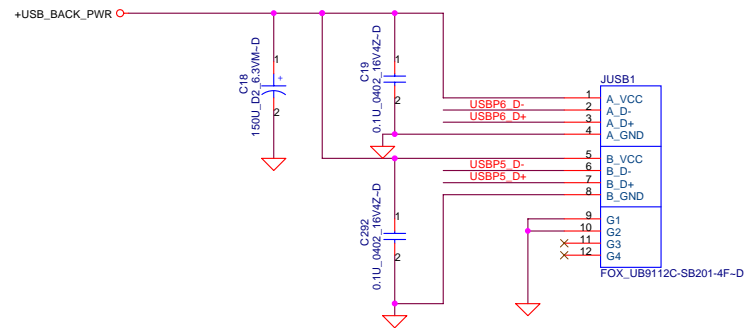 +USB_BACK_PWR
C18
150U_D2_6.3VM~D
1
2
C19
0.1U_0402_16V4Z~D
1
2
JUSB1
1 A_VCC
USBP6_D- 2 A_D-
USBP6_D+ 3 A_D+
4 A_GND
5 B_VCC
USBP5_D- 6 B_D-
USBP5_D+ 7 B_D+
8 B_GND
C292
0.1U_0402_16V4Z~D
1
2
9 G1
10 G2
11 G3
12 G4
FOX_UB9112C-SB201-4F~D